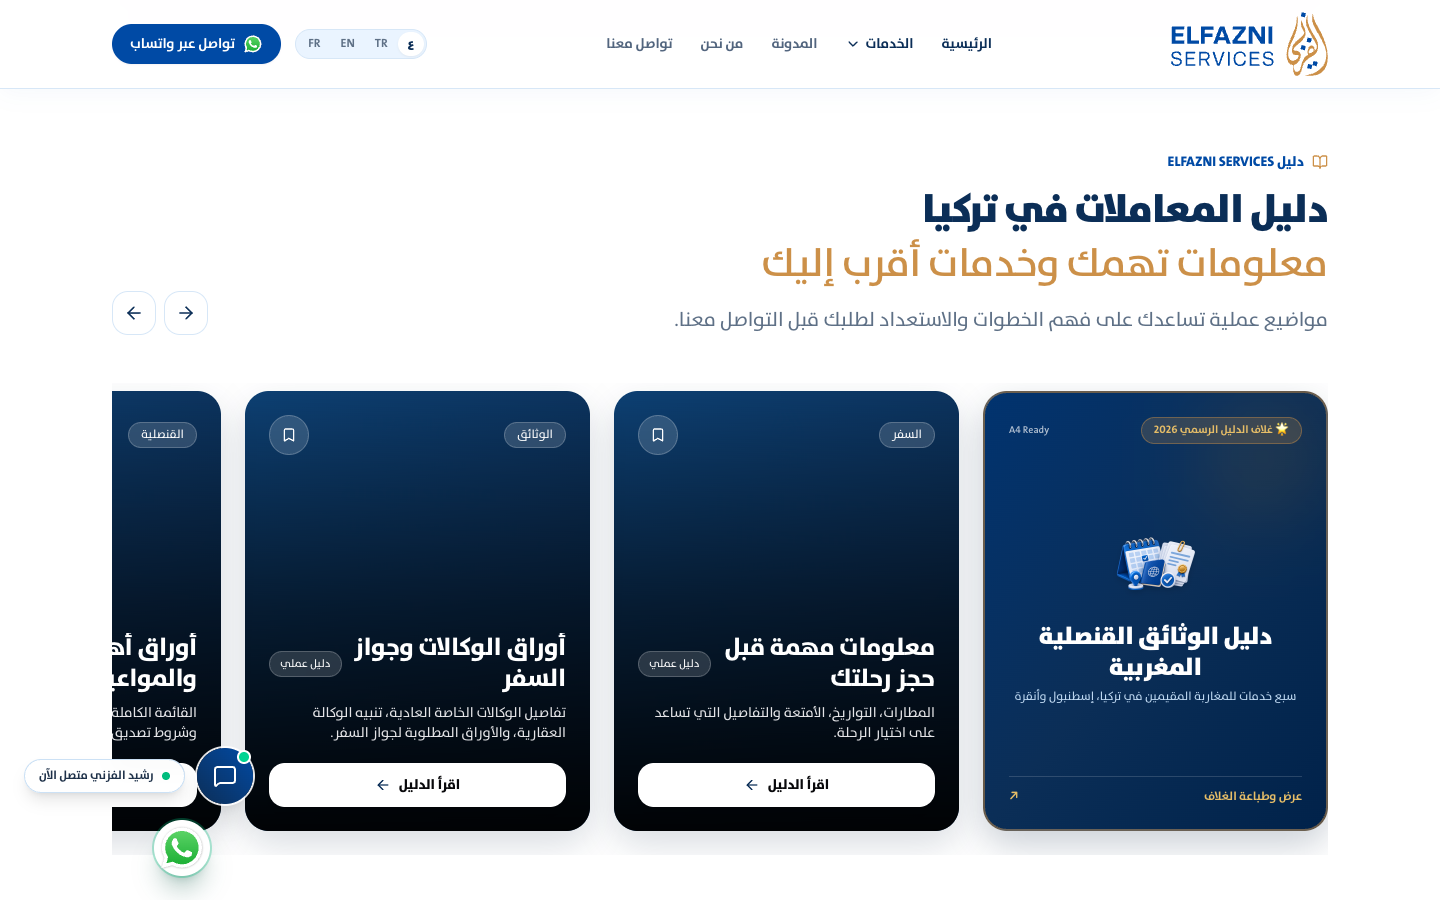 ELFAZNI
SERVICES
الرئيسية
الخدمات
المدونة
من نحن
تواصل معنا
ع
TR
EN
FR
تواصل عبر واتساب
دليل ELFAZNI SERVICES
دليل المعاملات في تركيا
معلومات تهمك وخدمات أقرب إليك
مواضيع عملية تساعدك على فهم الخطوات والاستعداد لطلبك قبل التواصل معنا.
🌟 غلاف الدليل الرسمي 2026
A4 Ready
دليل الوثائق القنصلية
المغربية
سبع خدمات للمغاربة المقيمين في تركيا، إسطنبول وأنقرة
عرض وطباعة الغلاف
السفر
معلومات مهمة قبل
حجز رحلتك
دليل عملي
المطارات، التواريخ، الأمتعة والتفاصيل التي تساعد
على اختيار الرحلة.
اقرأ الدليل
الوثائق
أوراق الوكالات وجواز
السفر
دليل عملي
تفاصيل الوكالات الخاصة العادية، تنبيه الوكالة
العقارية، والأوراق المطلوبة لجواز السفر.
اقرأ الدليل
القنصلية
أوراق
القائمة الكاملة
وشروط تصديق
رشيد الفزني متصل الآن